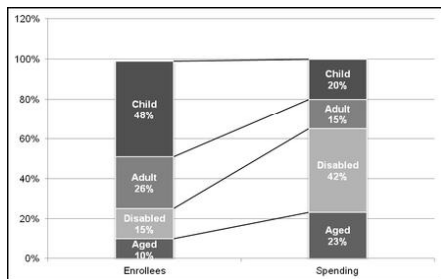 120%
100%
80%
60%
40%
20%
0%
Child
48%
Adult
26%
Disabled
15%
Aged
10%
Child
20%
Adult
15%
Disabled
42%
Aged
23%
Enrollees
Spending